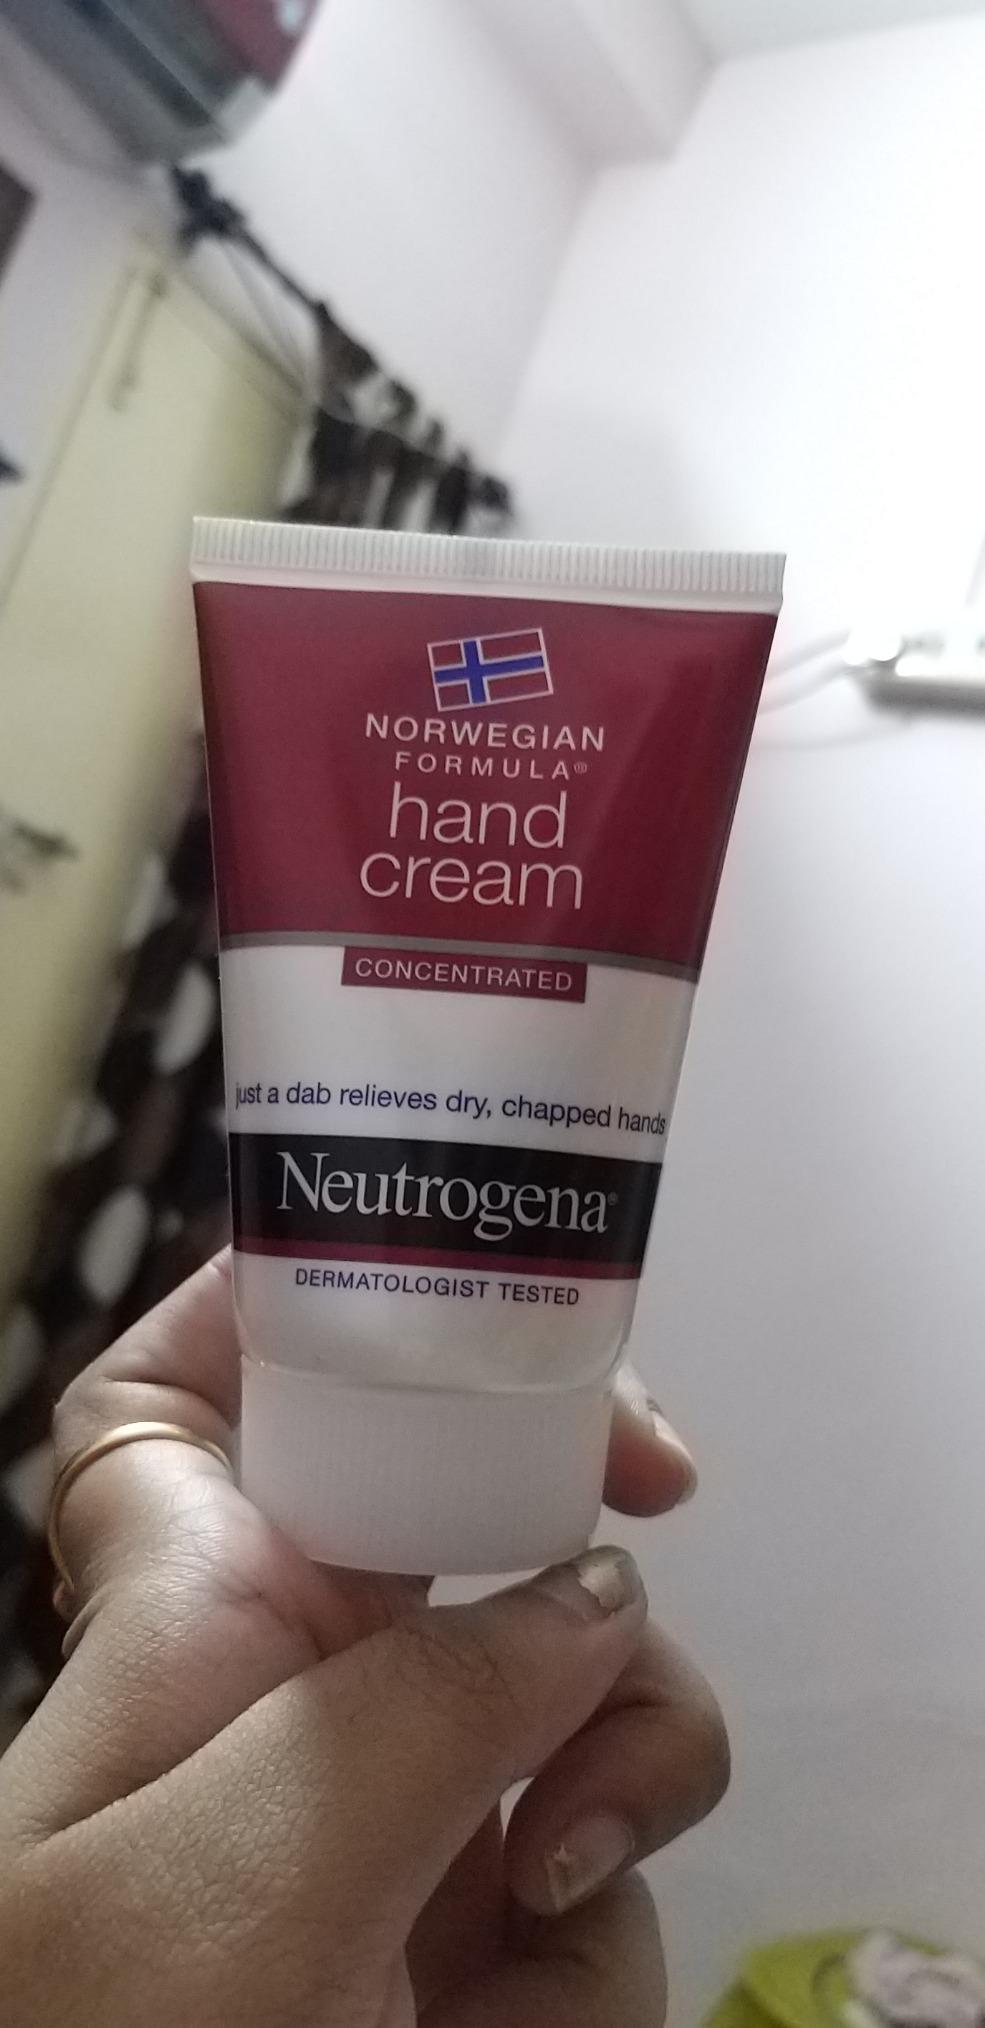 NORWEGIAN
FORMULA®
hand
cream
CONCENTRATED
just a dab relieves dry, chapped hands
Neutrogena®
DERMATOLOGIST TESTED